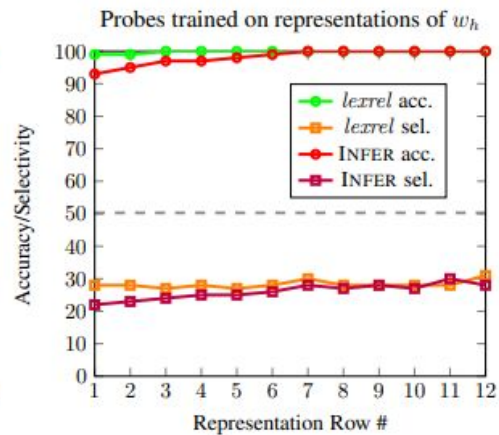 Probes trained on representations of w_h
Accuracy/Selectivity
100
90
80
70
60
50
40
30
20
10
0
lexrel acc.
lexrel sel.
INFER acc.
INFER sel.
1 2 3 4 5 6 7 8 9 10 11 12
Representation Row #